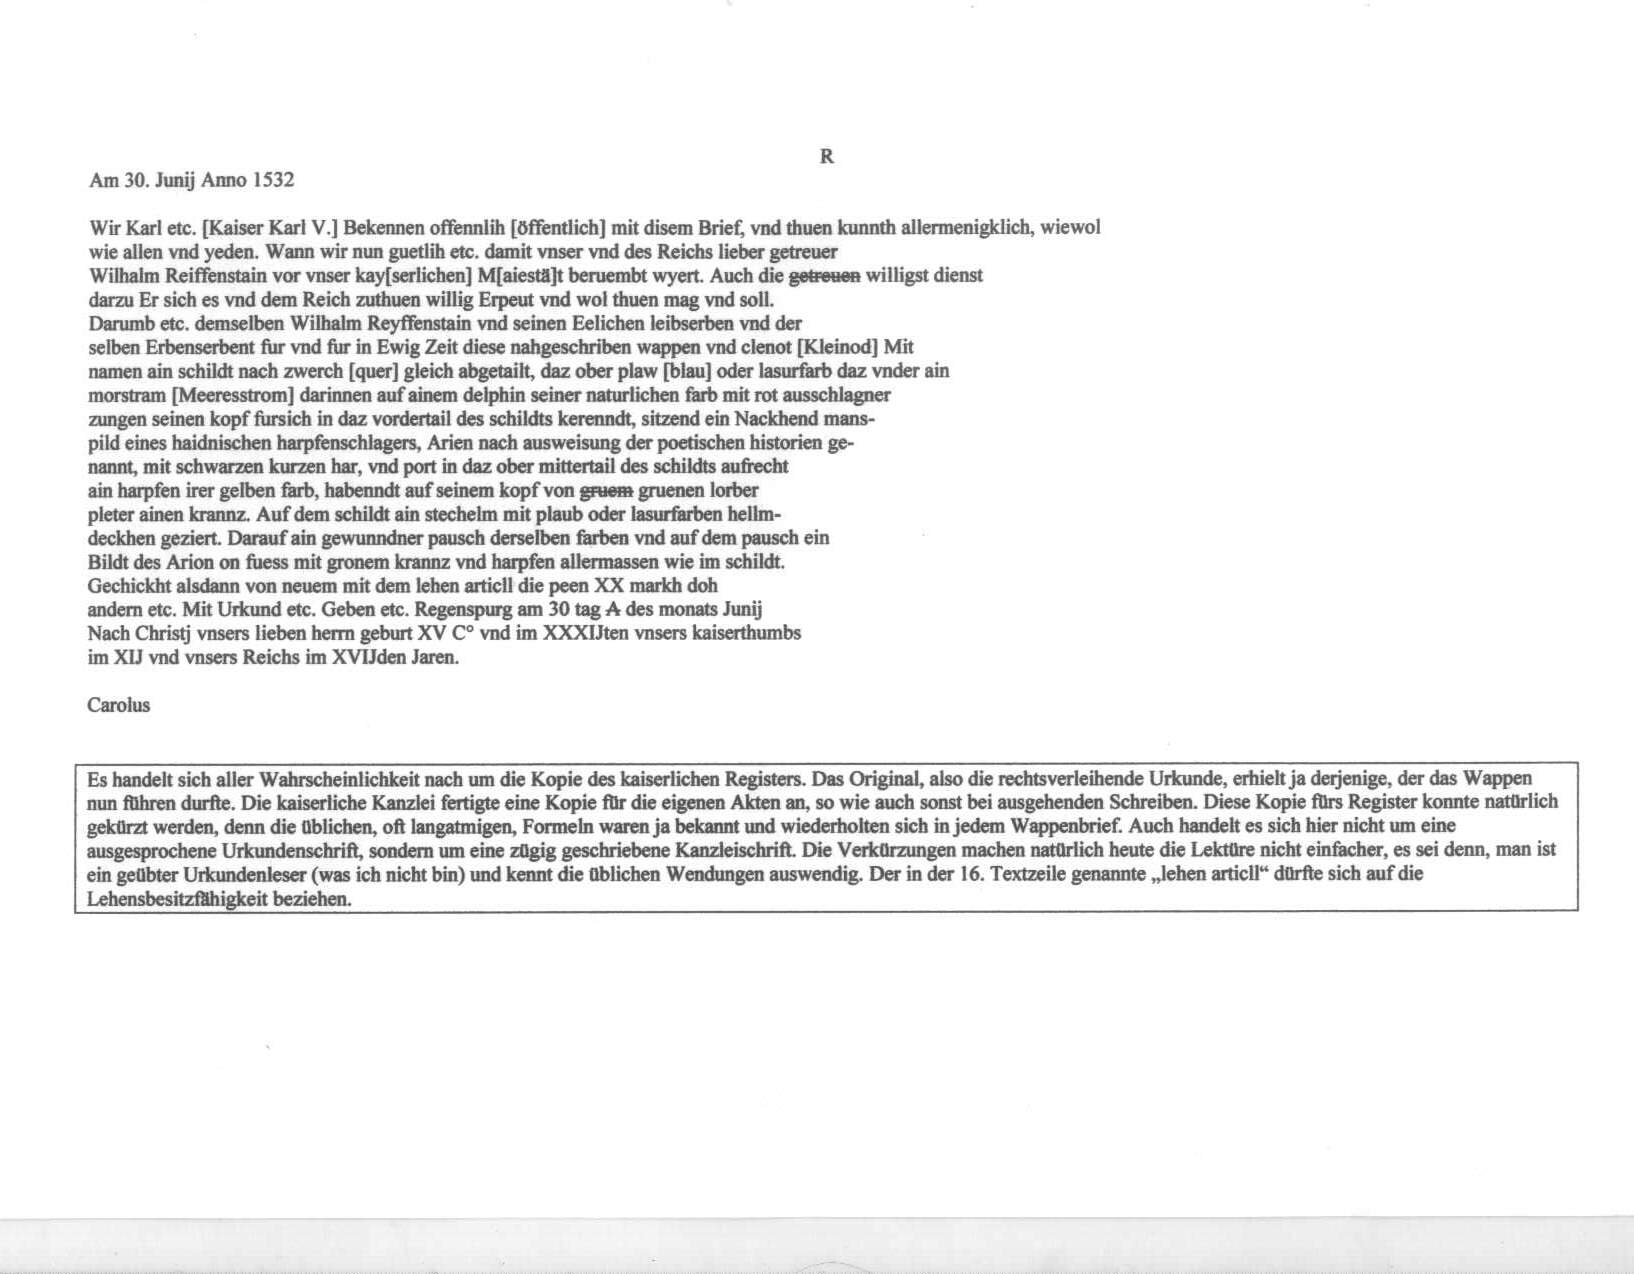 R
Am 30. Junij Anno 1532
Wir Karl etc. [Kaiser Karl V.] Bekennen offennlih [öffentlich] mit disem Brief, vnd thuen kunnth allermenigklich, wiewol
wie allen vnd yeden. Wann wir nun guetlih etc. damit vnser vnd des Reichs lieber getreuer
Wilhalm Reiffenstain vor vnser kay[serlichen] M[aiestä]t beruembt wyert. Auch die getreuen willigst dienst
darzu Er sich es vnd dem Reich zuthuen willig Erpeut vnd wol thuen mag vnd soll.
Darumb etc. demselben Wilhalm Reyffenstain vnd seinen Eelichen leibserben vnd der
selben Erbenserbent fur vnd fur in Ewig Zeit diese nahgeschriben wappen vnd clenot [Kleinod] Mit
namen ain schildt nach zwerch [quer] gleich abgetailt, daz ober plaw [blau] oder lasurfarb daz vnder ain
morstram [Meeresstrom] darinnen auf ainem delphin seiner naturlichen farb mit rot ausschlagner
zungen seinen kopf fursich in daz vordertail des schildts kerenndt, sitzend ein Nackhend mans-
pild eines haidnischen harpfenschlagers, Arien nach ausweisung der poetischen historien ge-
nannt, mit schwarzen kurzen har, vnd port in daz ober mittertail des schildts aufrecht
ain harpfen irer gelben farb, habenndt auf seinem kopf von gruem gruenen lorber
pleter ainen krannz. Auf dem schildt ain stechelm mit plaub oder lasurfarben hellm-
deckhen geziert. Darauf ain gewunndner pausch derselben farben vnd auf dem pausch ein
Bildt des Arion on fuess mit gronem krannz vnd harpfen allermassen wie im schildt.
Gechickht alsdann von neuem mit dem lehen articll die peen XX markh doh
andern etc. Mit Urkund etc. Geben etc. Regenspurg am 30 tag A des monats Junij
Nach Christj vnsers lieben herrn geburt XV C° vnd im XXXIJten vnsers kaiserthumbs
im XIJ vnd vnsers Reichs im XVIJden Jaren.
Carolus
Es handelt sich aller Wahrscheinlichkeit nach um die Kopie des kaiserlichen Registers. Das Original, also die rechtsverleihende Urkunde, erhielt ja derjenige, der das Wappen
nun führen durfte. Die kaiserliche Kanzlei fertigte eine Kopie für die eigenen Akten an, so wie auch sonst bei ausgehenden Schreiben. Diese Kopie fürs Register konnte natürlich
gekürzt werden, denn die üblichen, oft langatmigen, Formeln waren ja bekannt und wiederholten sich in jedem Wappenbrief. Auch handelt es sich hier nicht um eine
ausgesprochene Urkundenschrift, sondern um eine zügig geschriebene Kanzleischrift. Die Verkürzungen machen natürlich heute die Lektüre nicht einfacher, es sei denn, man ist
ein geübter Urkundenleser (was ich nicht bin) und kennt die üblichen Wendungen auswendig. Der in der 16. Textzeile genannte „lehen articll“ dürfte sich auf die
Lehensbesitzfähigkeit beziehen.